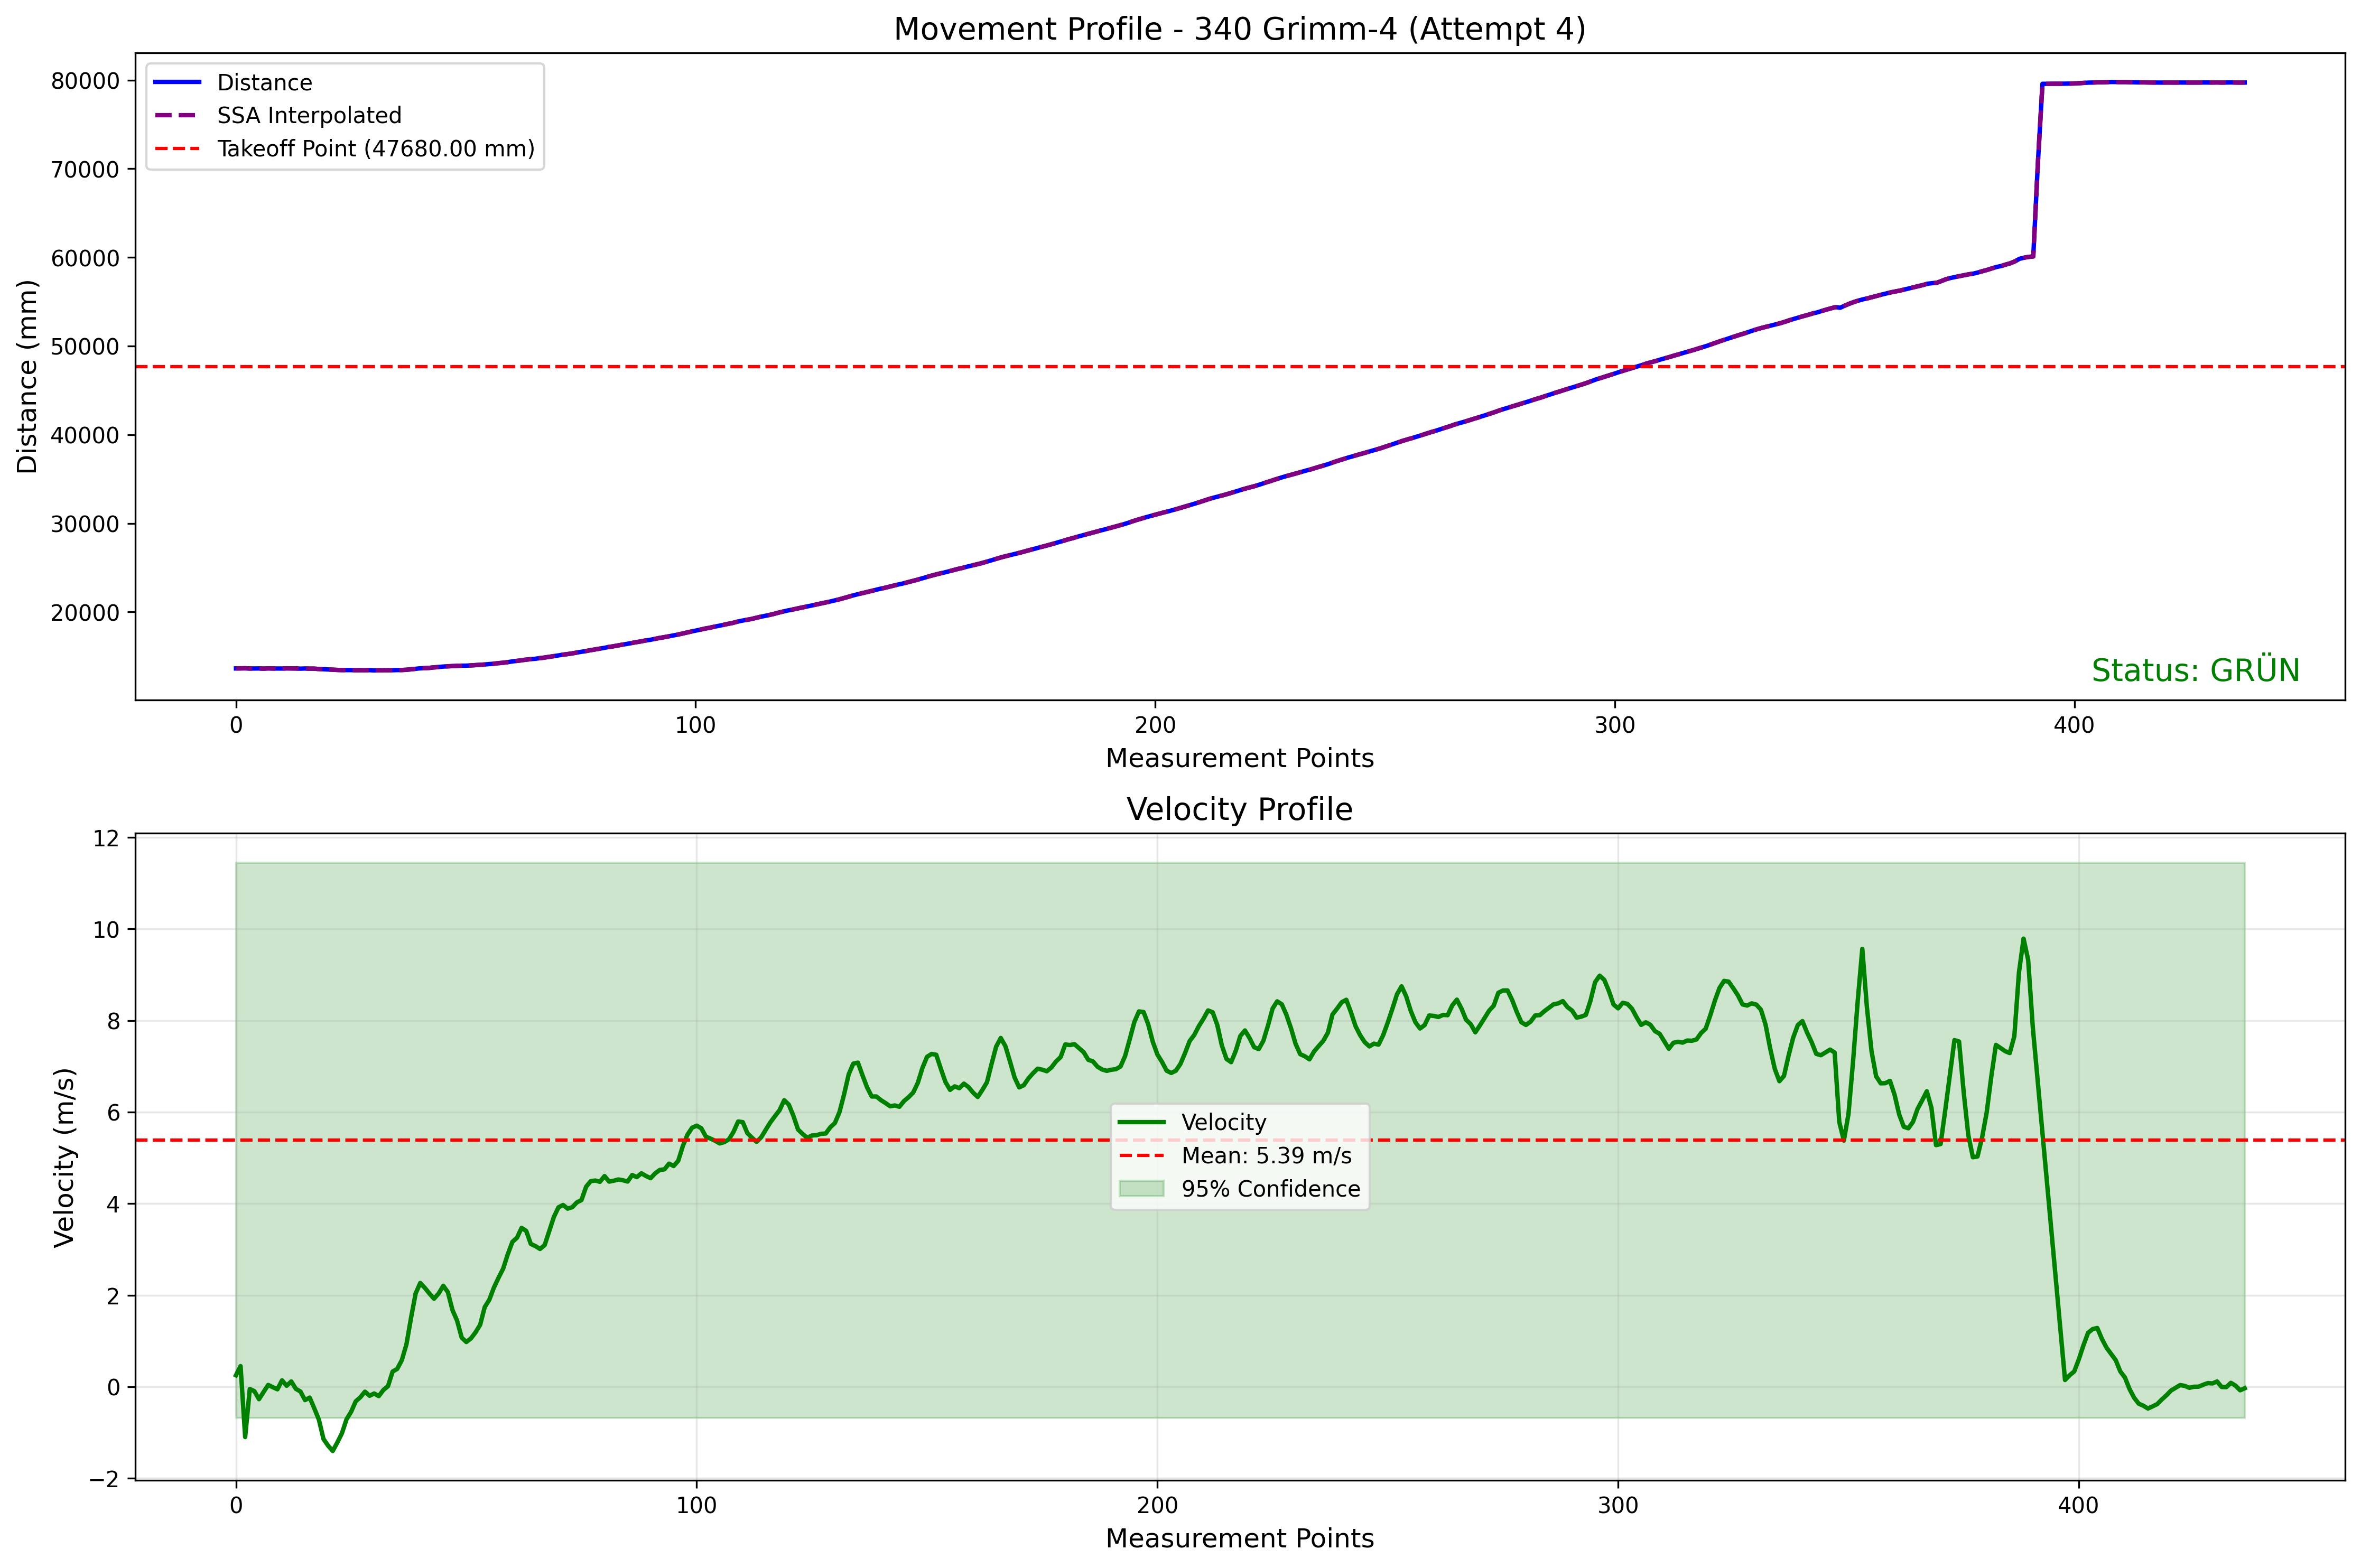 Movement Profile - 340 Grimm-4 (Attempt 4)
Distance
SSA Interpolated
Takeoff Point (47680.00 mm)
Distance (mm)
80000
70000
60000
50000
40000
30000
20000
Status: GRÜN
0 100 200 300 400
Measurement Points
Velocity Profile
Velocity (m/s)
12
10
8
6
4
2
0
−2
Velocity
Mean: 5.39 m/s
95% Confidence
0 100 200 300 400
Measurement Points